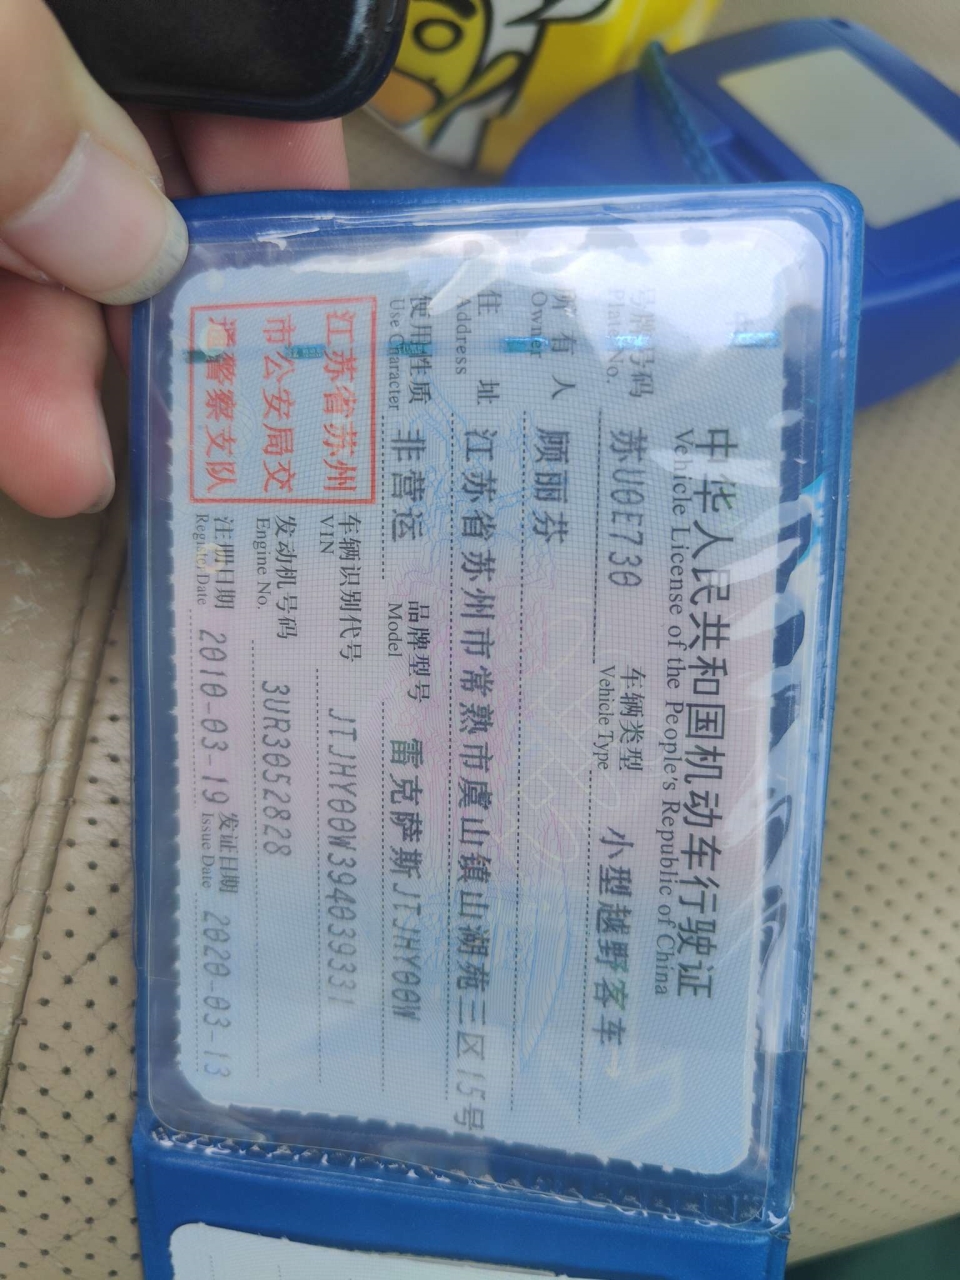 中华人民共和国机动车行驶证
Vehicle License of the People's Republic of China
号牌号码 苏U0E730 车辆类型 小型越野客车
Plate No. Vehicle Type
所有人 顾丽芬
Owner
住址 江苏省苏州市常熟市虞山镇山湖苑三区15号
Address
使用性质 非营运 品牌型号 雷克萨斯JTJHY00W
Use Character Model
江苏省苏州
市公安局交
通警察支队
车辆识别代号 JTJHY00W394039331
VIN
发动机号码 3UR3052828
Engine No.
注册日期 2010-03-19 发证日期 2020-03-13
Register Date Issue Date